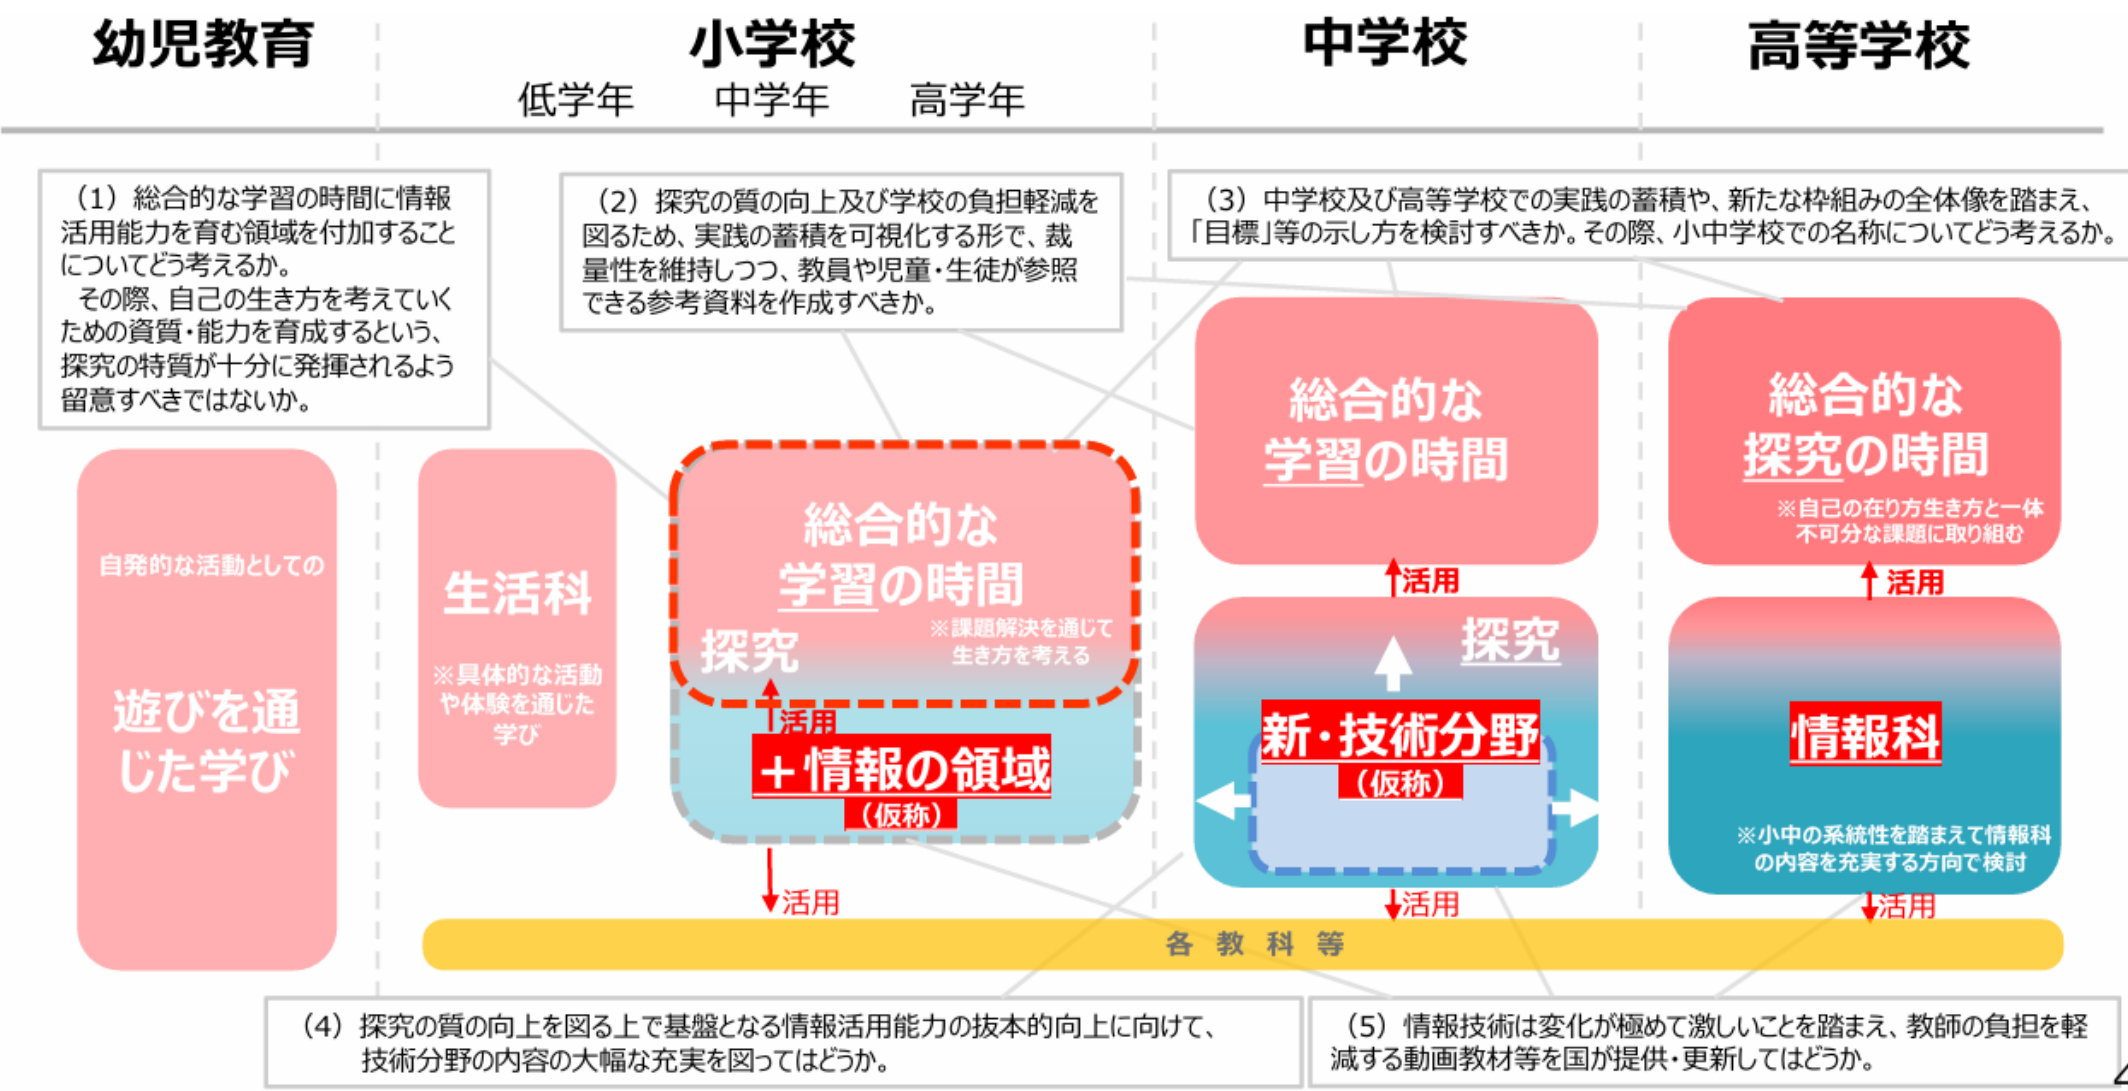 幼児教育
小学校
中学校
高等学校
低学年
中学年
高学年
（1）総合的な学習の時間に情報
活用能力を育む領域を付加すること
についてどう考えるか。
その際、自己の生き方を考えていく
ための資質・能力を育成するという、
探究の特質が十分に発揮されるよう
留意すべきではないか。
（2）探究の質の向上及び学校の負担軽減を
図るため、実践の蓄積を可視化する形で、裁
量性を維持しつつ、教員や児童・生徒が参照
できる参考資料を作成すべきか。
（3）中学校及び高等学校での実践の蓄積や、新たな枠組みの全体像を踏まえ、
「目標」等の示し方を検討すべきか。その際、小中学校での名称についてどう考えるか。
自発的な活動としての
遊びを通
じた学び
生活科
※具体的な活動
や体験を通じた
学び
総合的な
学習の時間
※課題解決を通じて
生き方を考える
探究
活用
＋情報の領域
（仮称）
活用
総合的な
学習の時間
活用
探究
新・技術分野
（仮称）
活用
総合的な
探究の時間
※自己の在り方生き方と一体
不可分な課題に取り組む
活用
情報科
※小中の系統性を踏まえて情報科
の内容を充実する方向で検討
活用
各教科等
（4）探究の質の向上を図る上で基盤となる情報活用能力の抜本的向上に向けて、
技術分野の内容の大幅な充実を図ってはどうか。
（5）情報技術は変化が極めて激しいことを踏まえ、教師の負担を軽
減する動画教材等を国が提供・更新してはどうか。